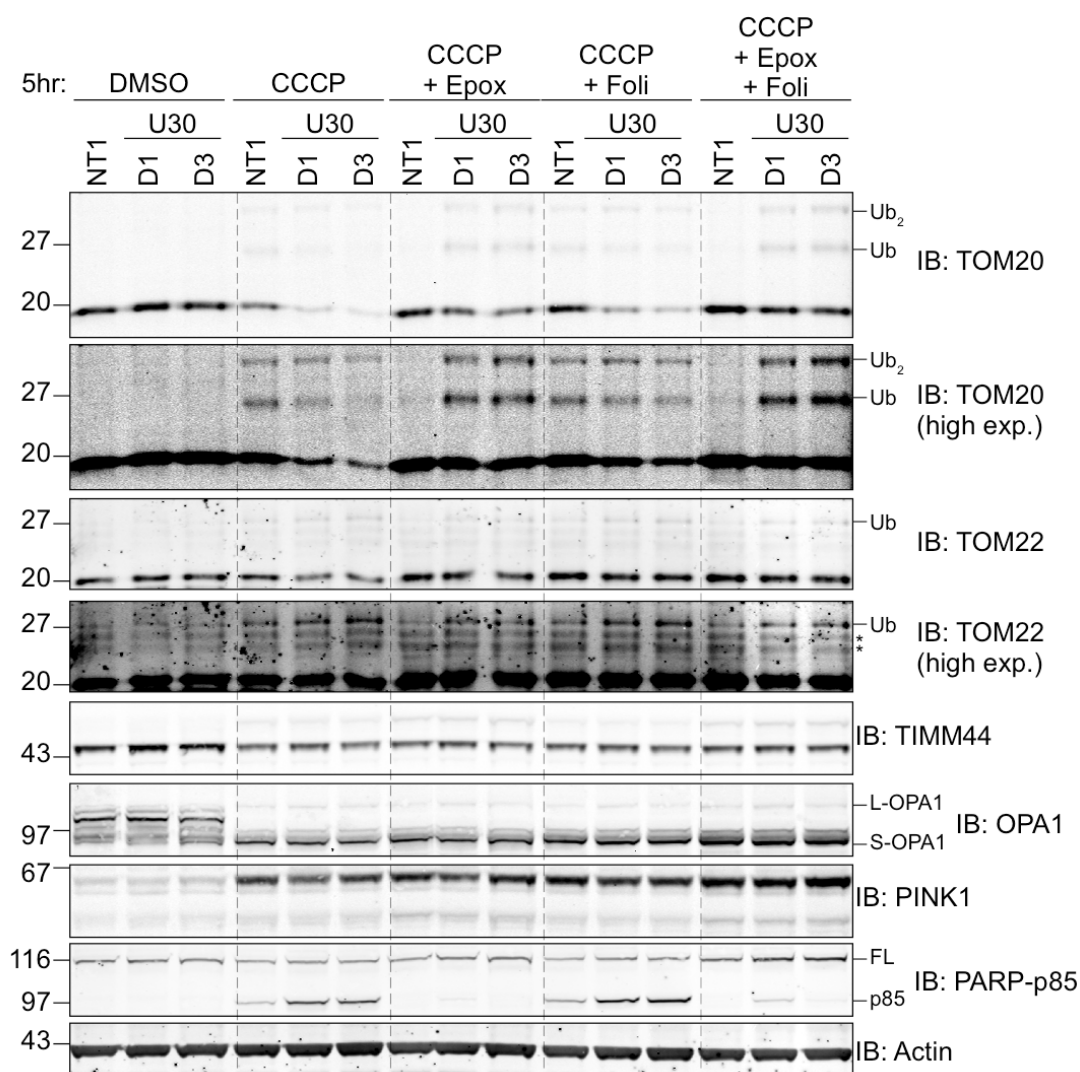 CCCP
CCCP CCCP + Epox
5hr: DMSO CCCP + Epox + Foli + Foli
U30 U30 U30 U30 U30
NT1 D1 D3 NT1 D1 D3 NT1 D1 D3 NT1 D1 D3 NT1 D1 D3
Ub2
27 Ub IB: TOM20
20
Ub2
27 Ub IB: TOM20
(high exp.)
20
27 Ub
IB: TOM22
20
27 Ub IB: TOM22
*
* (high exp.)
20
43 IB: TIMM44
L-OPA1
97 IB: OPA1
S-OPA1
67
IB: PINK1
116 FL
IB: PARP-p85
97 p85
43
IB: Actin